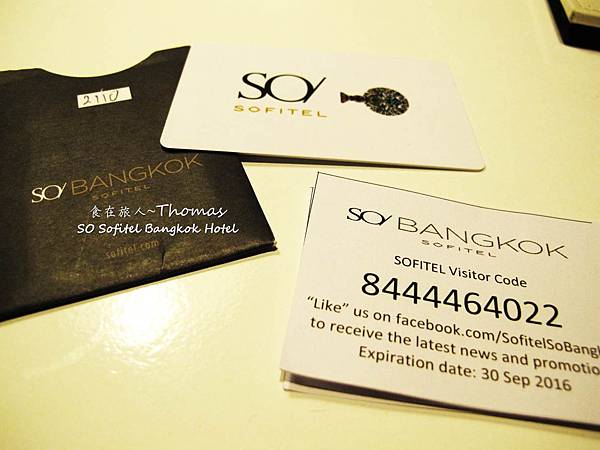 2110
SO/ BANGKOK
SOFITEL
食在旅人~Thomas
SO Sofitel Bangkok Hotel
sofitel.com
SO/
SOFITEL
SO/ BANGKOK
SOFITEL
SOFITEL Visitor Code
8444464022
“Like” us on facebook.com/SofitelSoBangk
to receive the latest news and promotio
Expiration date: 30 Sep 2016